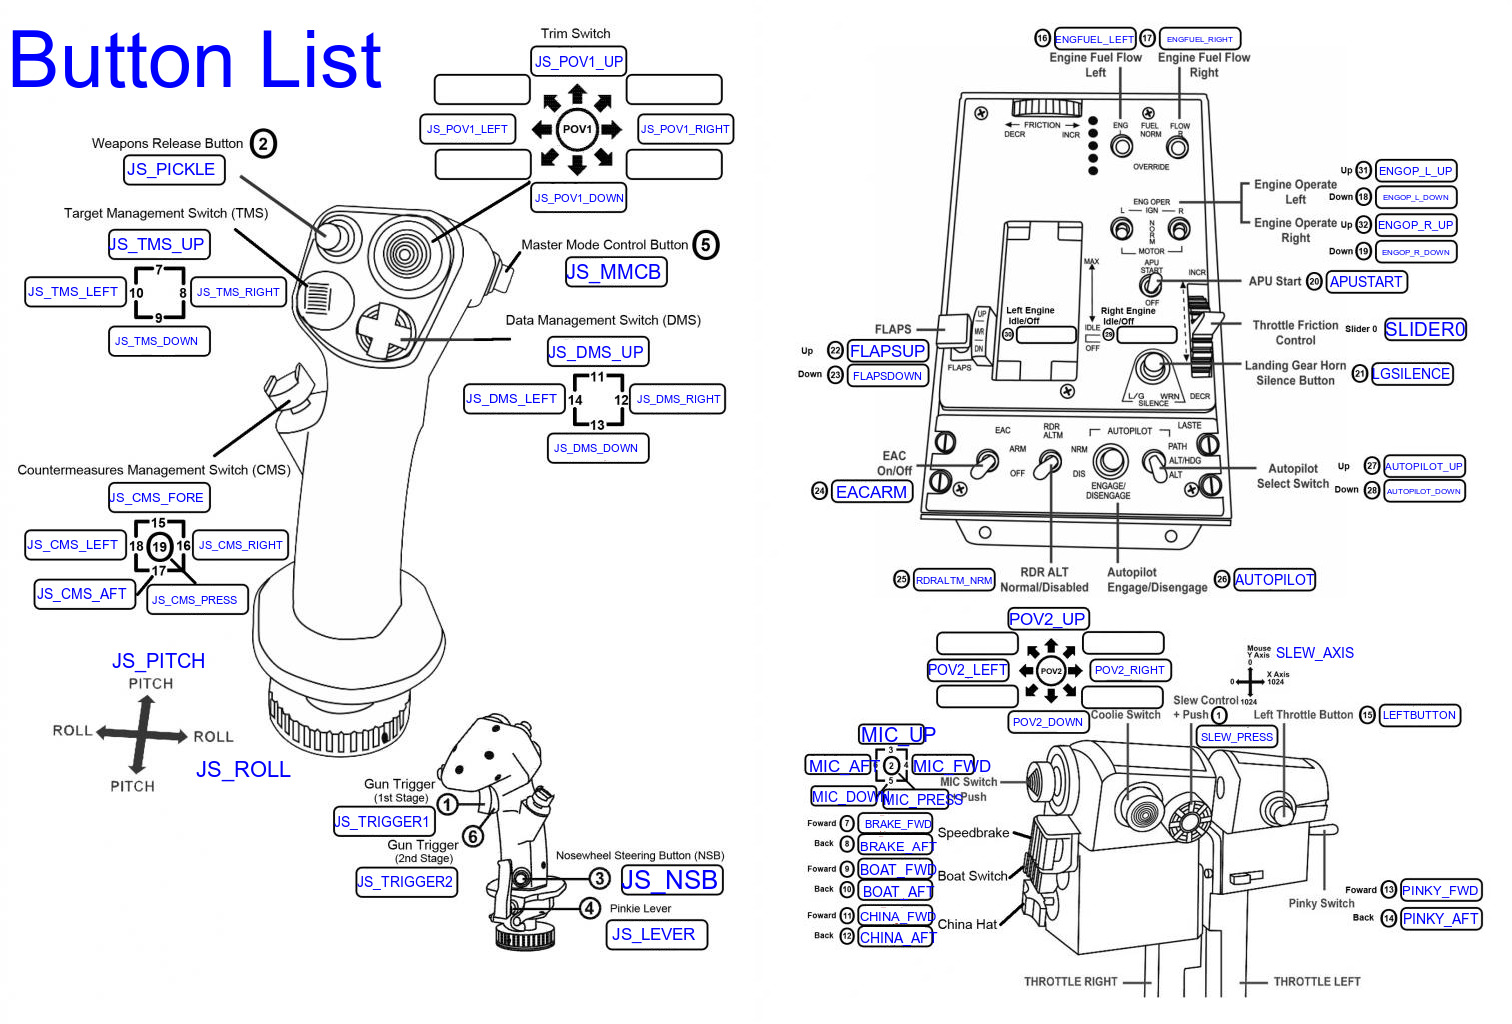 Button List
Trim Switch
JS_POV1_UP
JS_POV1_LEFT
POV1
JS_POV1_RIGHT
JS_POV1_DOWN
Weapons Release Button 2
JS_PICKLE
Target Management Switch (TMS)
JS_TMS_UP
7
JS_TMS_LEFT
10
8
JS_TMS_RIGHT
9
JS_TMS_DOWN
Master Mode Control Button 5
JS_MMCB
Data Management Switch (DMS)
JS_DMS_UP
11
JS_DMS_LEFT
14
12
JS_DMS_RIGHT
13
JS_DMS_DOWN
Countermeasures Management Switch (CMS)
JS_CMS_FORE
15
JS_CMS_LEFT
18
19
16
JS_CMS_RIGHT
17
JS_CMS_AFT
JS_CMS_PRESS
JS_PITCH
PITCH
ROLL
ROLL
PITCH
JS_ROLL
Gun Trigger
(1st Stage)
1
JS_TRIGGER1
6
Gun Trigger
(2nd Stage)
JS_TRIGGER2
Nosewheel Steering Button (NSB)
3
JS_NSB
4
Pinkie Lever
JS_LEVER
16 ENGFUEL_LEFT
17 ENGFUEL_RIGHT
Engine Fuel Flow
Left
Engine Fuel Flow
Right
FRICTION
DECR
INCR
ENG
L
FUEL
NORM
FLOW
R
OVERRIDE
Up 31 ENGOP_L_UP
Engine Operate
Left
Down 18 ENGOP_L_DOWN
Engine Operate
Right
Up 32 ENGOP_R_UP
Down 19 ENGOP_R_DOWN
ENG OPER
L IGN R
NORM
MOTOR
APU
START
OFF
APU Start 20 APUSTART
MAX
IDLE
OFF
INCR
Left Engine
Idle/Off
30
Right Engine
Idle/Off
29
Throttle Friction
Control
Slider 0 SLIDER0
FLAPS
Up 22 FLAPSUP
Down 23 FLAPSDOWN
UP
MVR
DN
FLAPS
Landing Gear Horn
Silence Button
21 LGSILENCE
L/G WRN
SILENCE
DECR
EAC
RDR
ALTM
AUTOPILOT
LASTE
ARM
NRM
PATH
ALT/HDG
ALT
OFF
DIS
ENGAGE/
DISENGAGE
EAC
On/Off
24 EACARM
Autopilot
Select Switch
Up 27 AUTOPILOT_UP
Down 28 AUTOPILOT_DOWN
25 RDRALTM_NRM
RDR ALT
Normal/Disabled
Autopilot
Engage/Disengage
26 AUTOPILOT
POV2_UP
POV2_LEFT
POV2
POV2_RIGHT
POV2_DOWN
Coolie Switch
Mouse
Y Axis
0
SLEW_AXIS
0
X Axis
1024
1024
Slew Control
+ Push 1
SLEW_PRESS
Left Throttle Button 15 LEFTBUTTON
MIC_UP
3
MIC_AFT
6
2
4
MIC_FWD
5
MIC_DOWN
MIC_PRESS
MIC Switch
+ Push
Foward 7 BRAKE_FWD
Back 8 BRAKE_AFT
Speedbrake
Foward 9 BOAT_FWD
Back 10 BOAT_AFT
Boat Switch
Foward 11 CHINA_FWD
Back 12 CHINA_AFT
China Hat
Pinky Switch
Foward 13 PINKY_FWD
Back 14 PINKY_AFT
THROTTLE RIGHT
THROTTLE LEFT